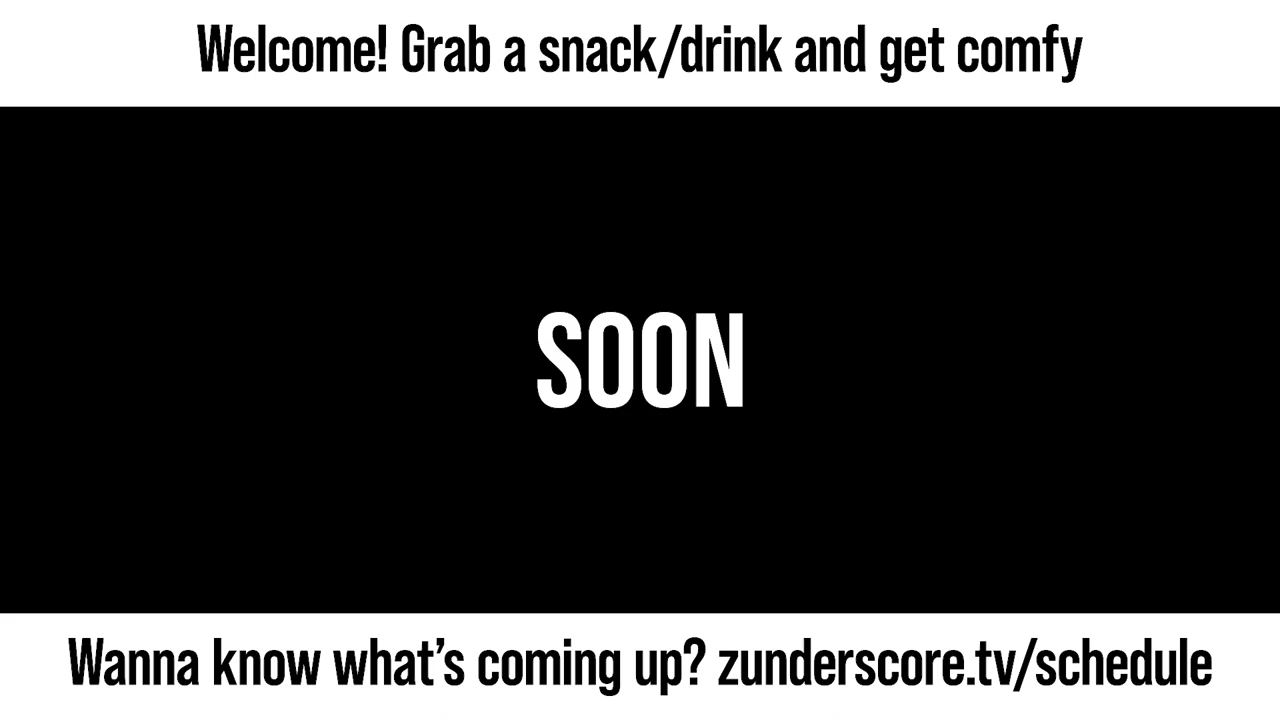 Welcome! Grab a snack/drink and get comfy
SOON
Wanna know what’s coming up? zunderscore.tv/schedule